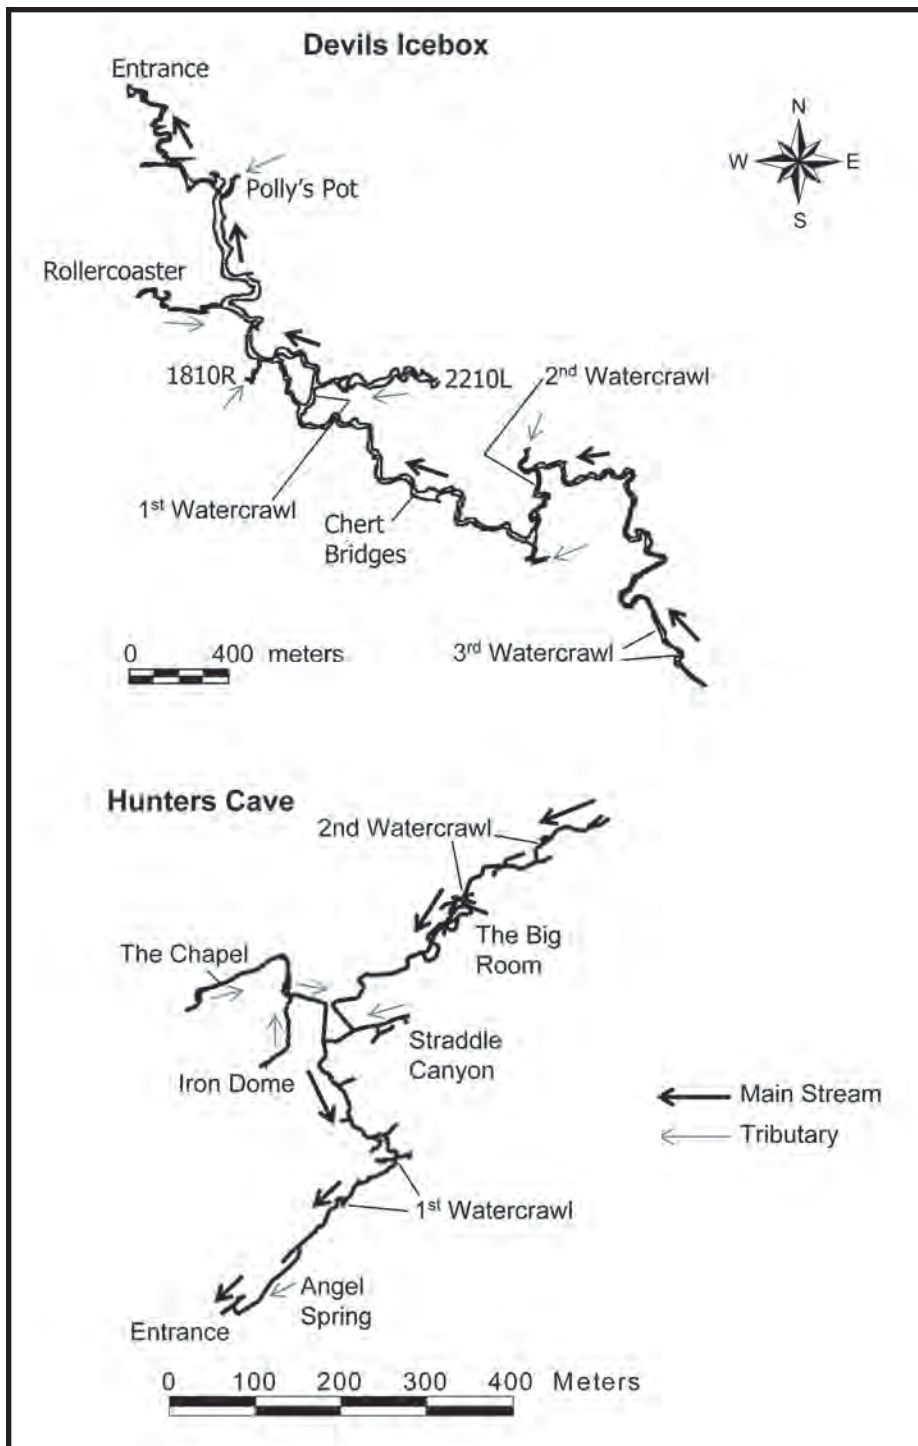 Devils Icebox
Entrance
N
W
E
S
Polly's Pot
Rollercoaster
1810R
2210L
2nd Watercrawl
1st Watercrawl
Chert
Bridges
0 400 meters
3rd Watercrawl
Hunters Cave
2nd Watercrawl
The Big
Room
The Chapel
Straddle
Canyon
Iron Dome
Main Stream
Tributary
1st Watercrawl
Angel
Spring
Entrance
0 100 200 300 400 Meters